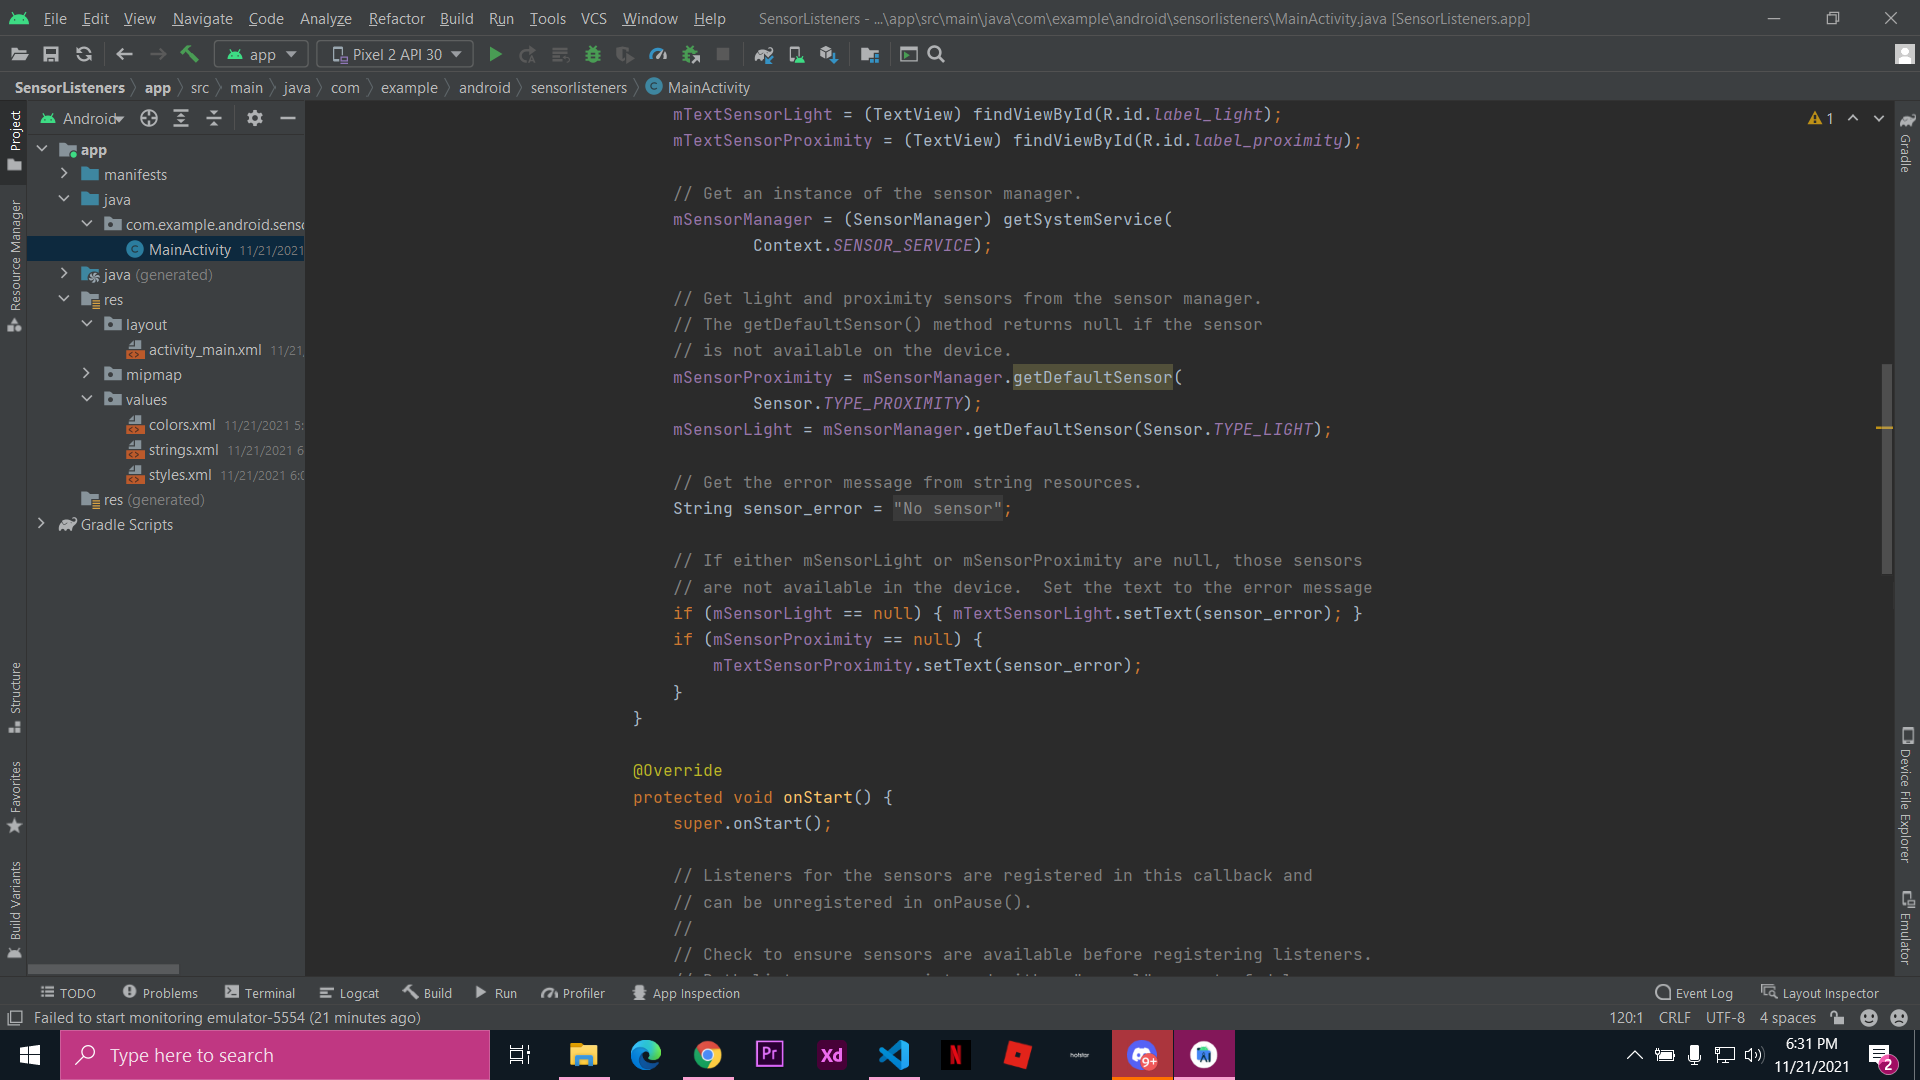 File Edit View Navigate Code Analyze Refactor Build Run Tools VCS Window Help SensorListeners - ...\app\src\main\java\com\example\android\sensorlisteners\MainActivity.java [SensorListeners.app]
app Pixel 2 API 30
SensorListeners app src main java com example android sensorlisteners MainActivity
Project
Resource Manager
Structure
Favorites
Build Variants
Android
app
manifests
java
com.example.android.senso
MainActivity 11/21/2021
java (generated)
res
layout
activity_main.xml 11/21,
mipmap
values
colors.xml 11/21/2021 5:
strings.xml 11/21/2021 6
styles.xml 11/21/2021 6:0
res (generated)
Gradle Scripts
mTextSensorLight = (TextView) findViewById(R.id.label_light);
mTextSensorProximity = (TextView) findViewById(R.id.label_proximity);
// Get an instance of the sensor manager.
mSensorManager = (SensorManager) getSystemService(
Context.SENSOR_SERVICE);
// Get light and proximity sensors from the sensor manager.
// The getDefaultSensor() method returns null if the sensor
// is not available on the device.
mSensorProximity = mSensorManager.getDefaultSensor(
Sensor.TYPE_PROXIMITY);
mSensorLight = mSensorManager.getDefaultSensor(Sensor.TYPE_LIGHT);
// Get the error message from string resources.
String sensor_error = "No sensor";
// If either mSensorLight or mSensorProximity are null, those sensors
// are not available in the device.  Set the text to the error message
if (mSensorLight == null) { mTextSensorLight.setText(sensor_error); }
if (mSensorProximity == null) {
mTextSensorProximity.setText(sensor_error);
}
}
@Override
protected void onStart() {
super.onStart();
// Listeners for the sensors are registered in this callback and
// can be unregistered in onPause().
//
// Check to ensure sensors are available before registering listeners.
1
Gradle
Device File Explorer
Emulator
TODO Problems Terminal Logcat Build Run Profiler App Inspection Event Log Layout Inspector
Failed to start monitoring emulator-5554 (21 minutes ago) 120:1 CRLF UTF-8 4 spaces
Type here to search
Pr
Xd
N
hotstar
9+
6:31 PM
11/21/2021
2